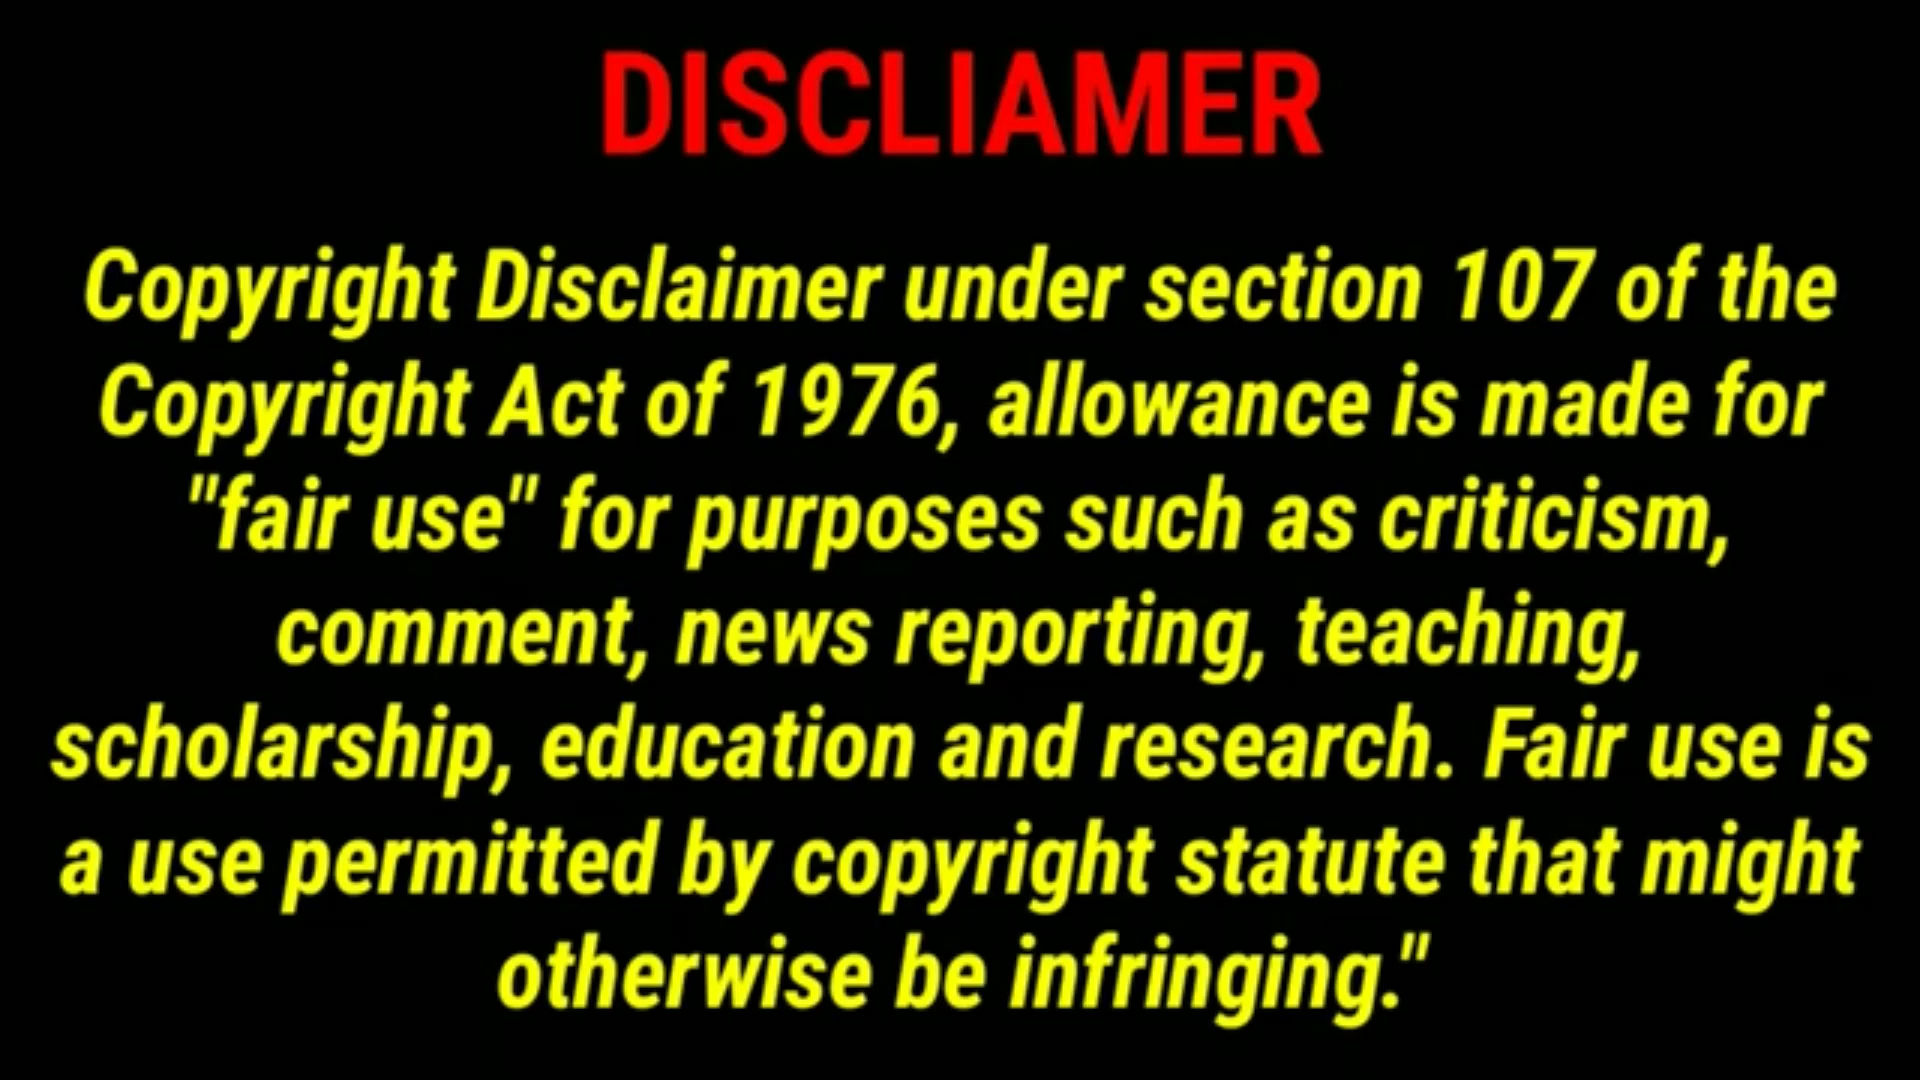 DISCLIAMER
Copyright Disclaimer under section 107 of the
Copyright Act of 1976, allowance is made for
"fair use" for purposes such as criticism,
comment, news reporting, teaching,
scholarship, education and research. Fair use is
a use permitted by copyright statute that might
otherwise be infringing."